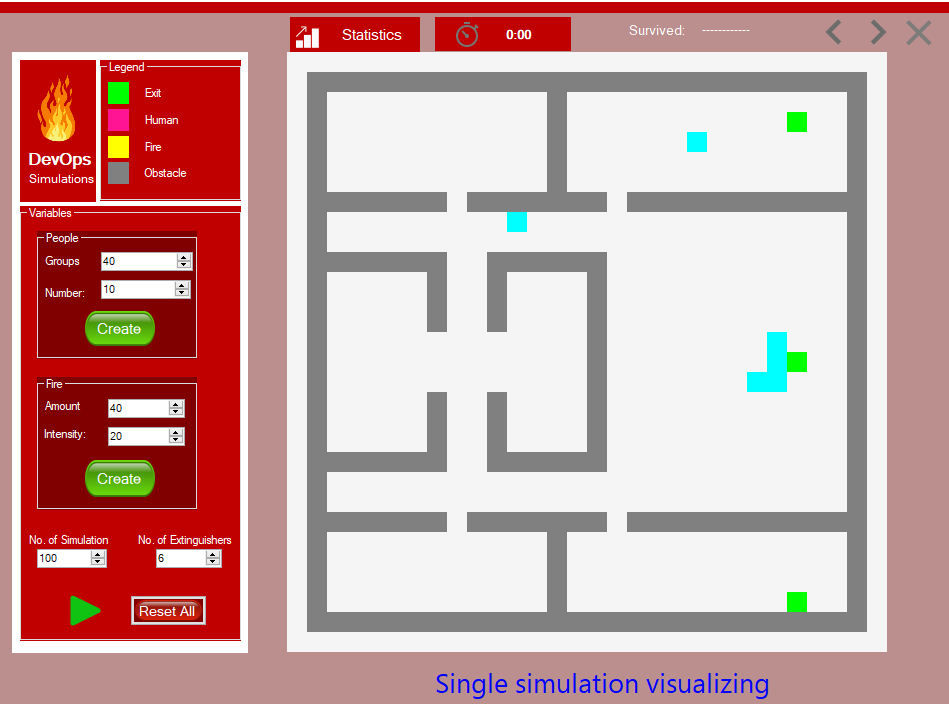 Statistics
0:00
Survived: ------------
Legend
Exit
Human
Fire
Obstacle
DevOps
Simulations
Variables
People
Groups 40
Number: 10
Create
Fire
Amount 40
Intensity: 20
Create
No. of Simulation No. of Extinguishers
100 6
Reset All
Single simulation visualizing